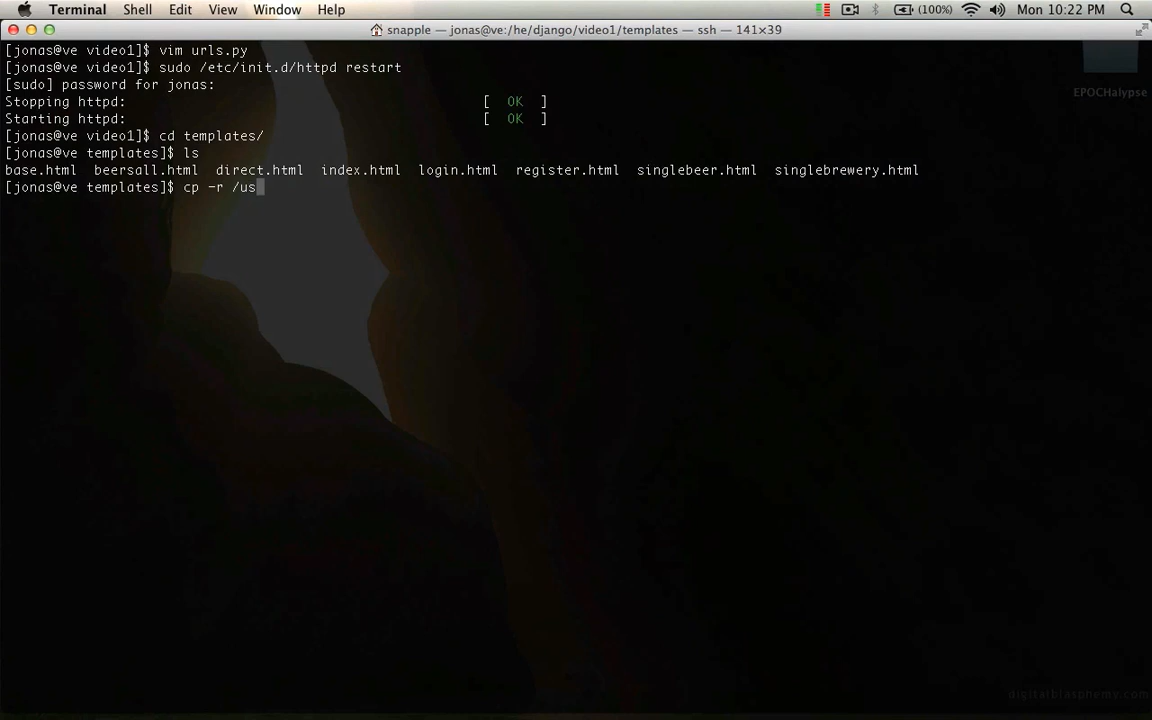 Terminal Shell Edit View Window Help (100%) Mon 10:22 PM
snapple — jonas@ve:/he/django/video1/templates — ssh — 141×39
[jonas@ve video1]$ vim urls.py
[jonas@ve video1]$ sudo /etc/init.d/httpd restart
[sudo] password for jonas:
Stopping httpd: [ OK ]
Starting httpd: [ OK ]
[jonas@ve video1]$ cd templates/
[jonas@ve templates]$ ls
base.html beersall.html direct.html index.html login.html register.html singlebeer.html singlebrewery.html
[jonas@ve templates]$ cp -r /us
EPOCHalypse
digitalblasphemy.com